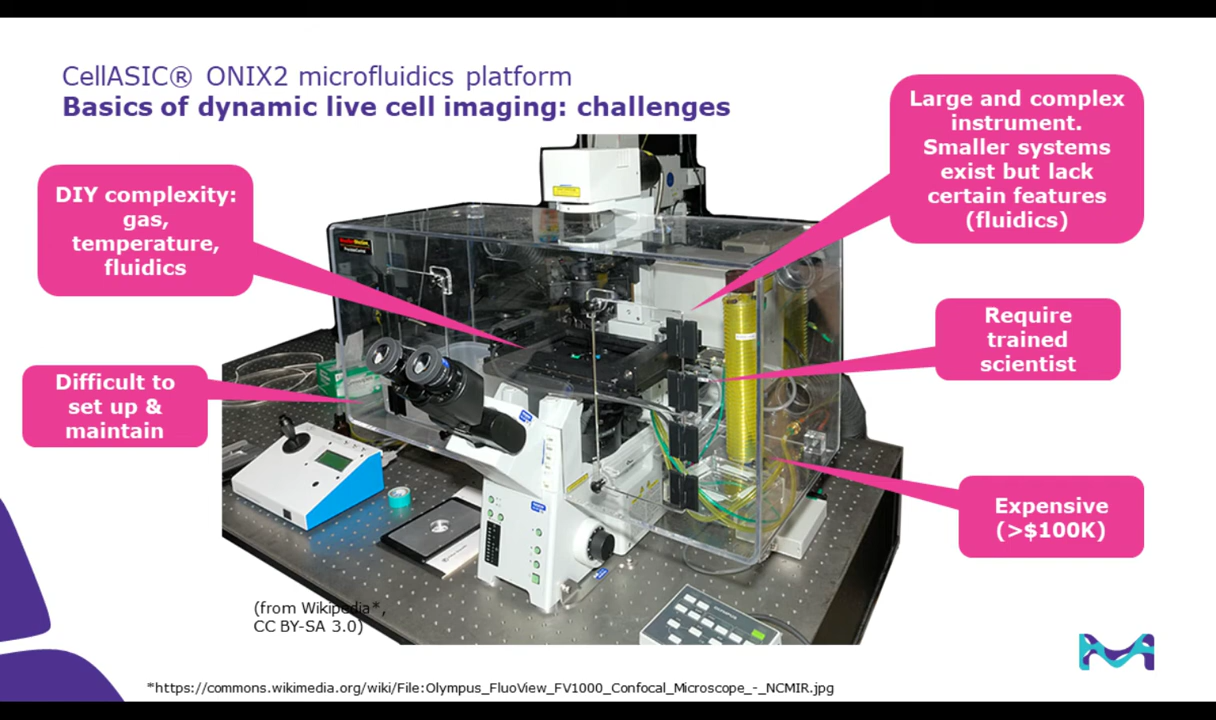 CellASIC® ONIX2 microfluidics platform
Basics of dynamic live cell imaging: challenges
DIY complexity:
gas,
temperature,
fluidics
Large and complex
instrument.
Smaller systems
exist but lack
certain features
(fluidics)
Require
trained
scientist
Difficult to
set up &
maintain
Expensive
(>$100K)
(from Wikipedia*,
CC BY-SA 3.0)
*https://commons.wikimedia.org/wiki/File:Olympus_FluoView_FV1000_Confocal_Microscope_-_NCMIR.jpg